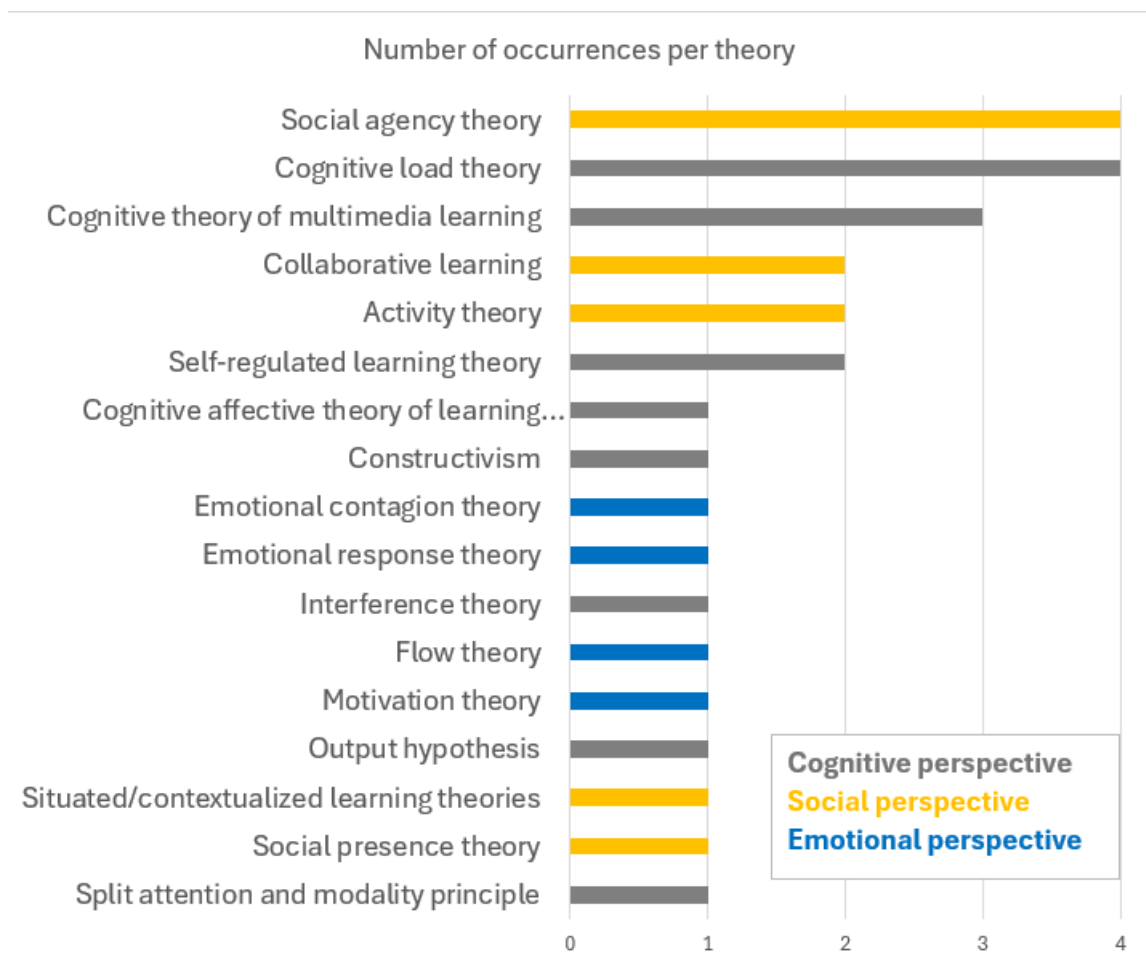 Number of occurrences per theory
Social agency theory
Cognitive load theory
Cognitive theory of multimedia learning
Collaborative learning
Activity theory
Self-regulated learning theory
Cognitive affective theory of learning...
Constructivism
Emotional contagion theory
Emotional response theory
Interference theory
Flow theory
Motivation theory
Output hypothesis
Situated/contextualized learning theories
Social presence theory
Split attention and modality principle
Cognitive perspective
Social perspective
Emotional perspective
0 1 2 3 4